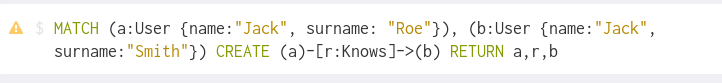 $ MATCH (a:User {name:"Jack", surname: "Roe"}), (b:User {name:"Jack",
surname:"Smith"}) CREATE (a)-[r:Knows]->(b) RETURN a,r,b